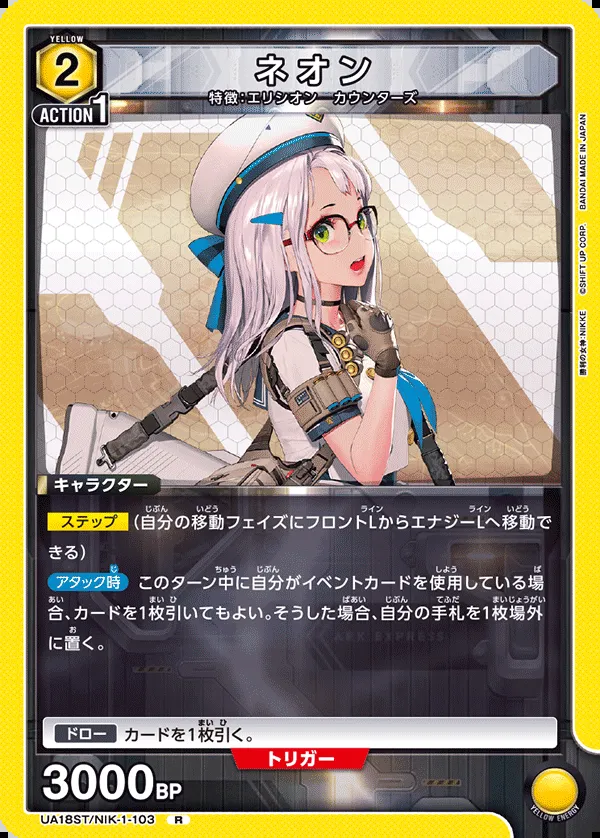 YELLOW
2
ACTION 1
ネオン
特徴:エリシオン カウンターズ
キャラクター
ステップ (自分の移動フェイズにフロントLからエナジーLへ移動で
きる)
アタック時 このターン中に自分がイベントカードを使用している場
合、カードを1枚引いてもよい。そうした場合、自分の手札を1枚場外
に置く。
ARK EXPRESS
ドロー カードを1枚引く。
トリガー
3000BP
YELLOW ENERGY
UA18ST/NIK-1-103 R
勝利の女神:NIKKE ©SHIFT UP CORP. BANDAI MADE IN JAPAN